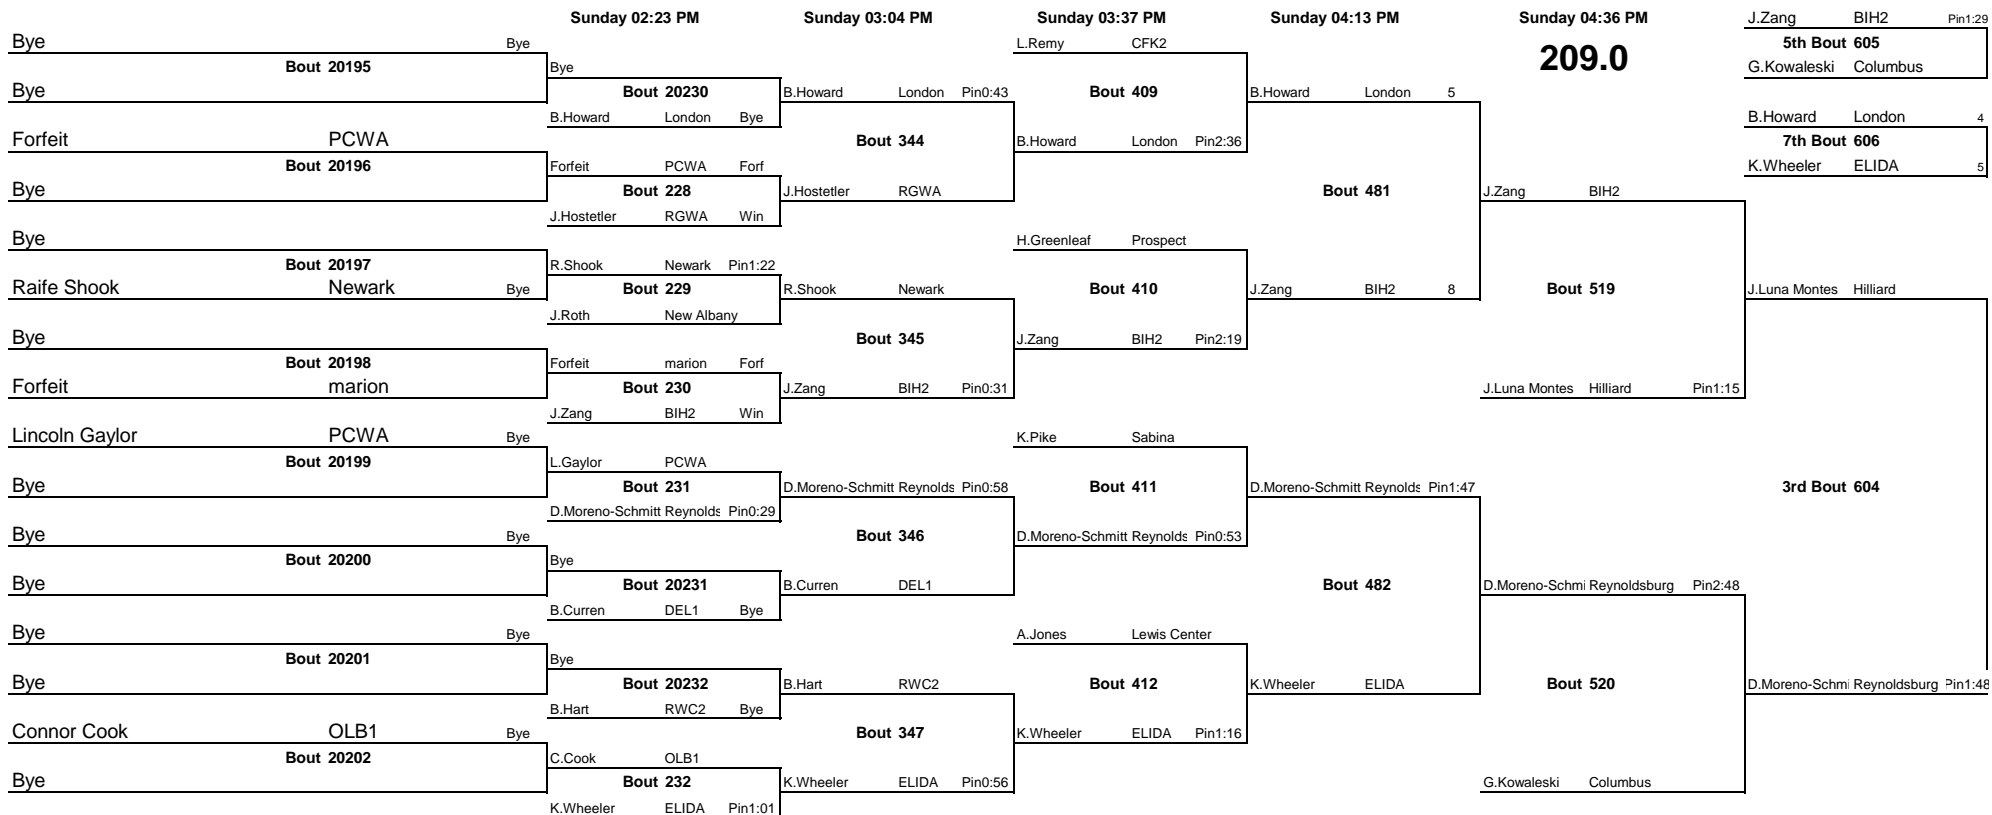 Sunday 02:23 PM Sunday 03:04 PM Sunday 03:37 PM Sunday 04:13 PM Sunday 04:36 PM J.Zang BIH2 Pin1:29
Bye Bye L.Remy CFK2 5th Bout 605
Bout 20195 Bye 209.0 G.Kowaleski Columbus
Bye Bout 20230 B.Howard London Pin0:43 Bout 409 B.Howard London 5
B.Howard London Bye B.Howard London 4
Forfeit PCWA Bout 344 B.Howard London Pin2:36 7th Bout 606
Bout 20196 Forfeit PCWA Forf K.Wheeler ELIDA 5
Bye Bout 228 J.Hostetler RGWA Bout 481 J.Zang BIH2
J.Hostetler RGWA Win
Bye H.Greenleaf Prospect
Bout 20197 R.Shook Newark Pin1:22
Raife Shook Newark Bye Bout 229 R.Shook Newark Bout 410 J.Zang BIH2 8 Bout 519 J.Luna Montes Hilliard
J.Roth New Albany
Bye Bout 345 J.Zang BIH2 Pin2:19
Bout 20198 Forfeit marion Forf
Forfeit marion Bout 230 J.Zang BIH2 Pin0:31 J.Luna Montes Hilliard Pin1:15
J.Zang BIH2 Win
Lincoln Gaylor PCWA Bye K.Pike Sabina
Bout 20199 L.Gaylor PCWA
Bye Bout 231 D.Moreno-Schmitt Reynolds Pin0:58 Bout 411 D.Moreno-Schmitt Reynolds Pin1:47 3rd Bout 604
D.Moreno-Schmitt Reynolds Pin0:29
Bye Bye Bout 346 D.Moreno-Schmitt Reynolds Pin0:53
Bout 20200 Bye
Bye Bout 20231 B.Curren DEL1 Bout 482 D.Moreno-Schmi Reynoldsburg Pin2:48
B.Curren DEL1 Bye
Bye Bye A.Jones Lewis Center
Bout 20201 Bye
Bye Bout 20232 B.Hart RWC2 Bout 412 K.Wheeler ELIDA Bout 520 D.Moreno-Schmi Reynoldsburg Pin1:48
B.Hart RWC2 Bye
Connor Cook OLB1 Bye Bout 347 K.Wheeler ELIDA Pin1:16
Bout 20202 C.Cook OLB1
Bye Bout 232 K.Wheeler ELIDA Pin0:56 G.Kowaleski Columbus
K.Wheeler ELIDA Pin1:01